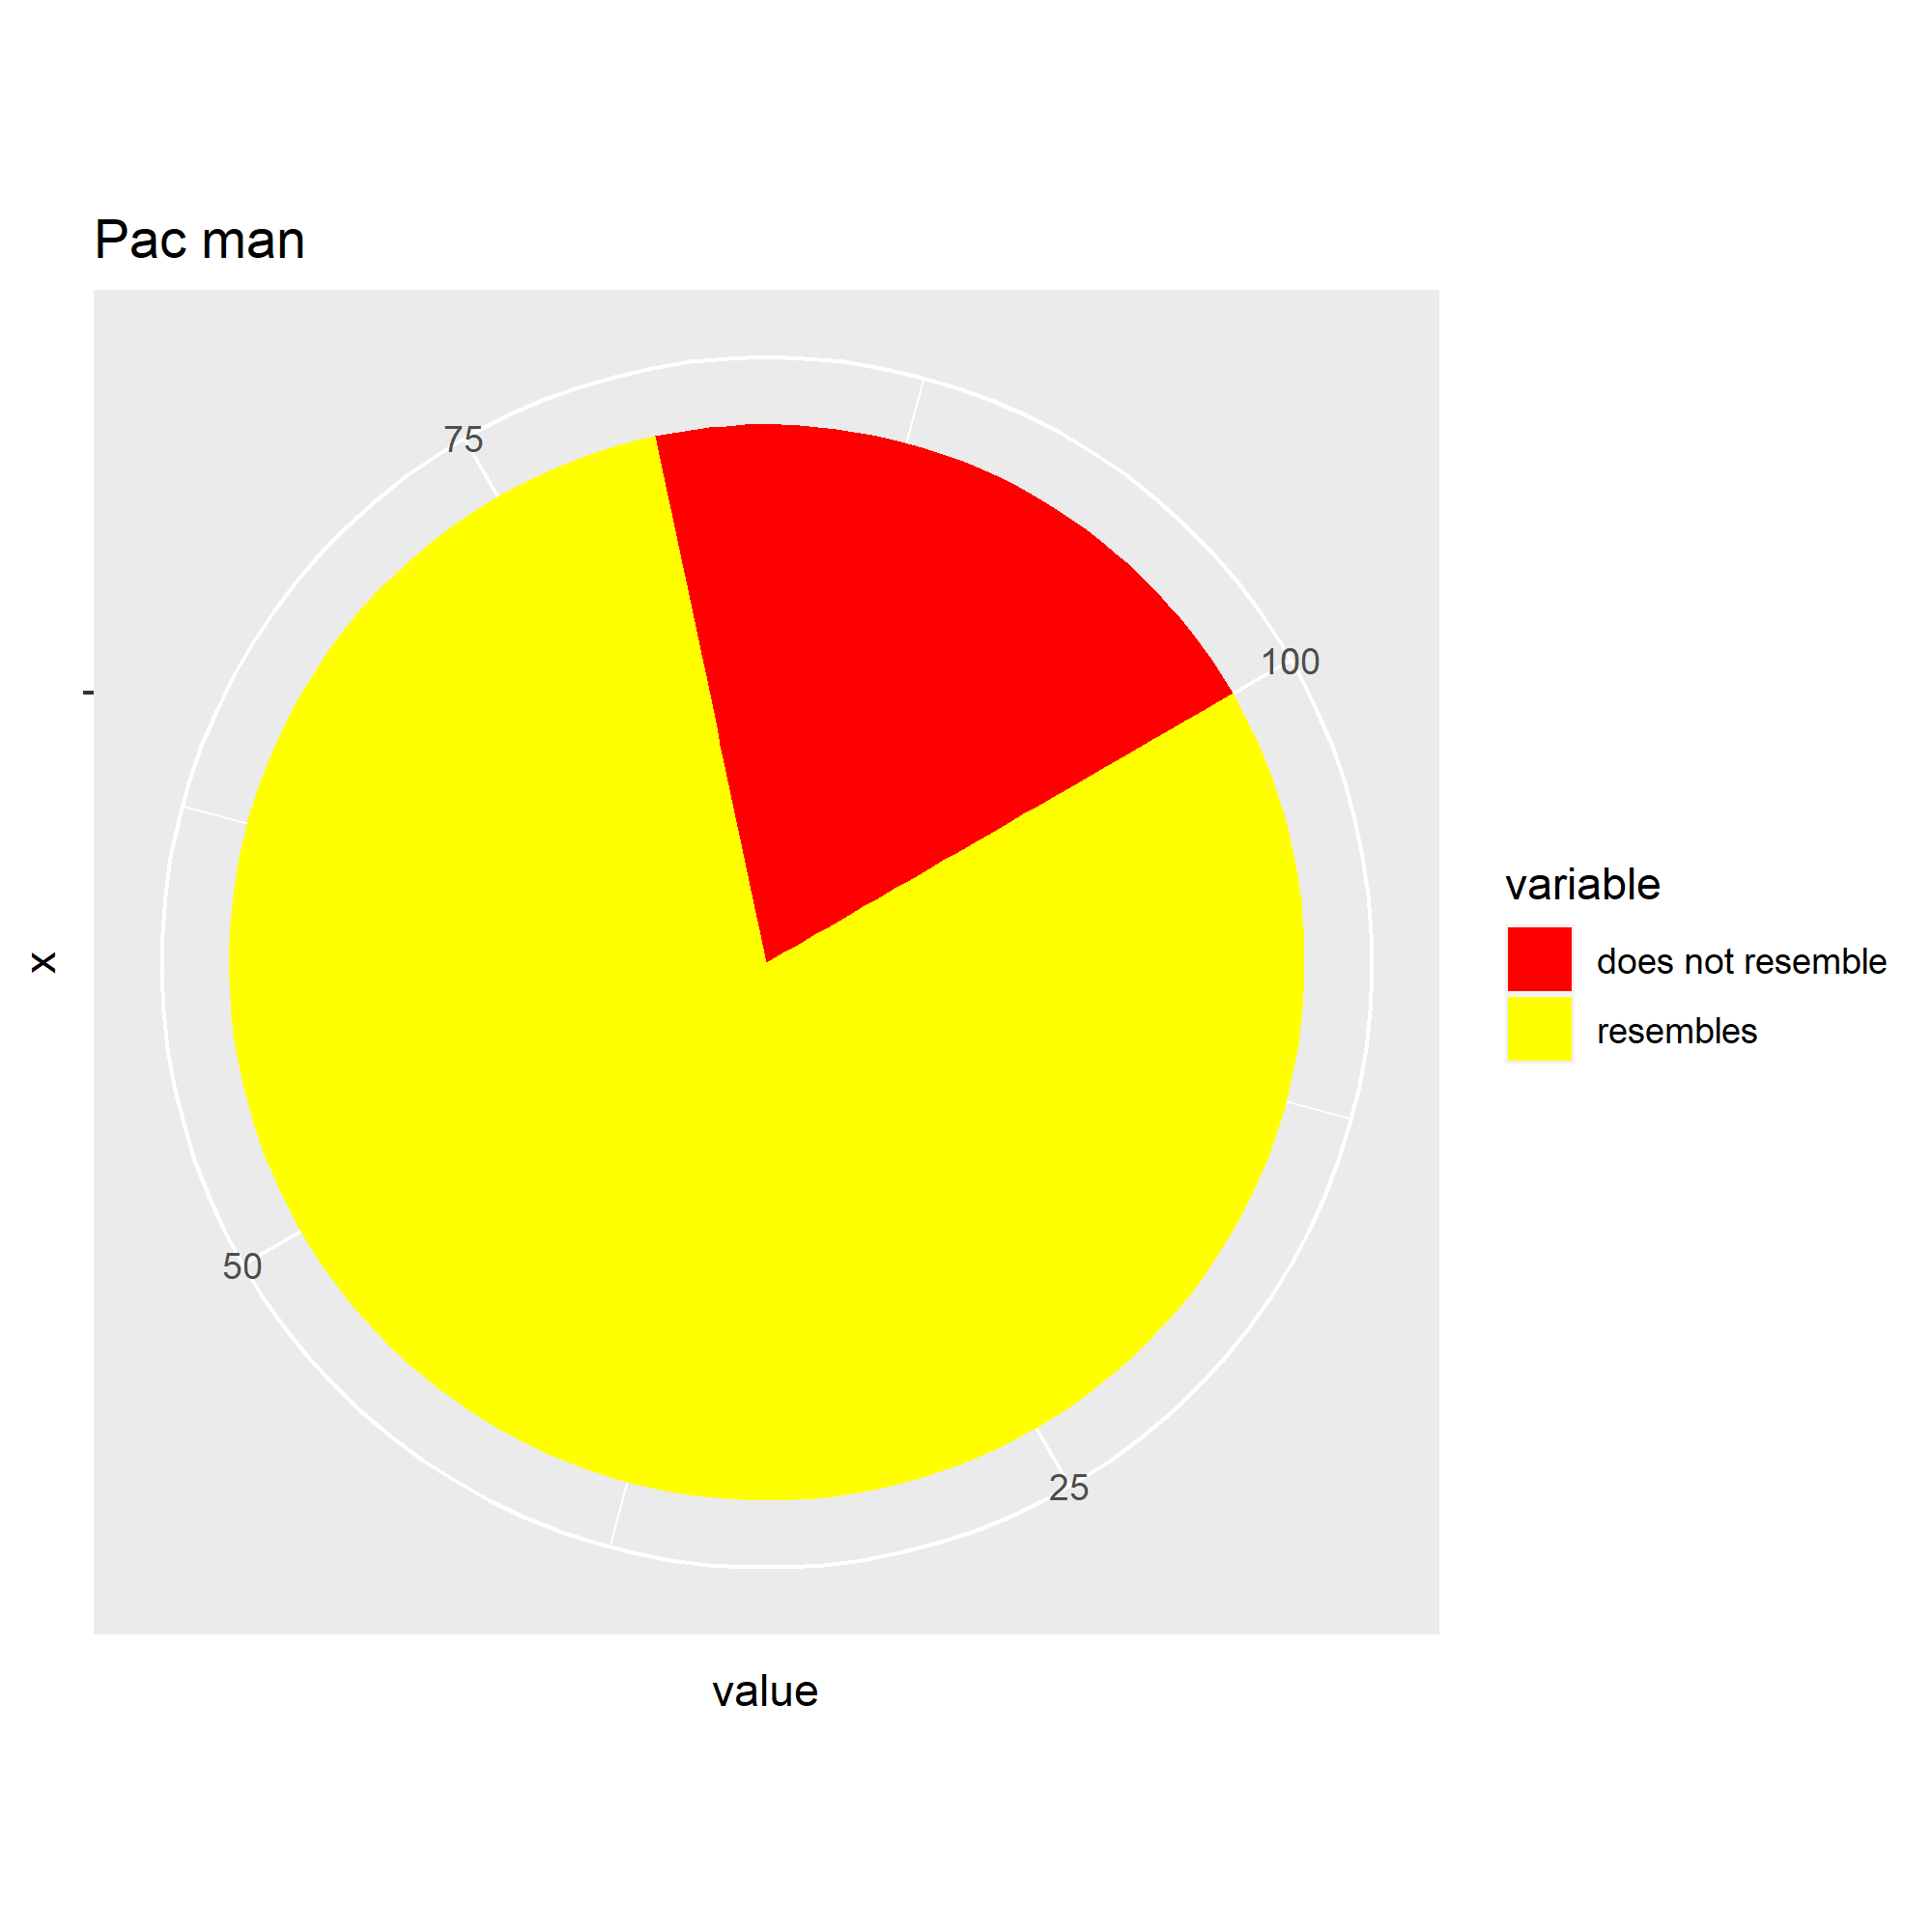 Pac man
75
100
50
25
x
value
variable
does not resemble
resembles